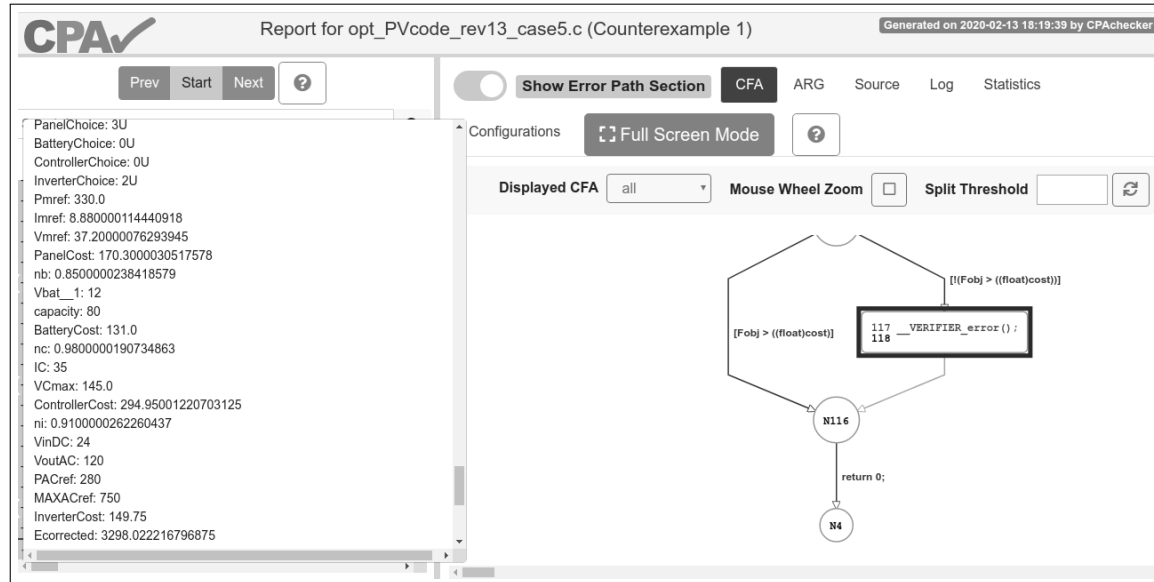 CPA
Report for opt_PVcode_rev13_case5.c (Counterexample 1)
Generated on 2020-02-13 18:19:39 by CPAchecker
Prev Start Next
Show Error Path Section CFA ARG Source Log Statistics
Configurations Full Screen Mode
Displayed CFA all Mouse Wheel Zoom Split Threshold
PanelChoice: 3U
BatteryChoice: 0U
ControllerChoice: 0U
InverterChoice: 2U
Pmref: 330.0
Imref: 8.880000114440918
Vmref: 37.20000076293945
PanelCost: 170.3000030517578
nb: 0.8500000238418579
Vbat__1: 12
capacity: 80
BatteryCost: 131.0
nc: 0.9800000190734863
IC: 35
VCmax: 145.0
ControllerCost: 294.95001220703125
ni: 0.9100000262260437
VinDC: 24
VoutAC: 120
PACref: 280
MAXACref: 750
InverterCost: 149.75
Ecorrected: 3298.022216796875
[!(Fobj > ((float)cost))]
[Fobj > ((float)cost)]
117 __VERIFIER_error();
118
N116
return 0;
N4